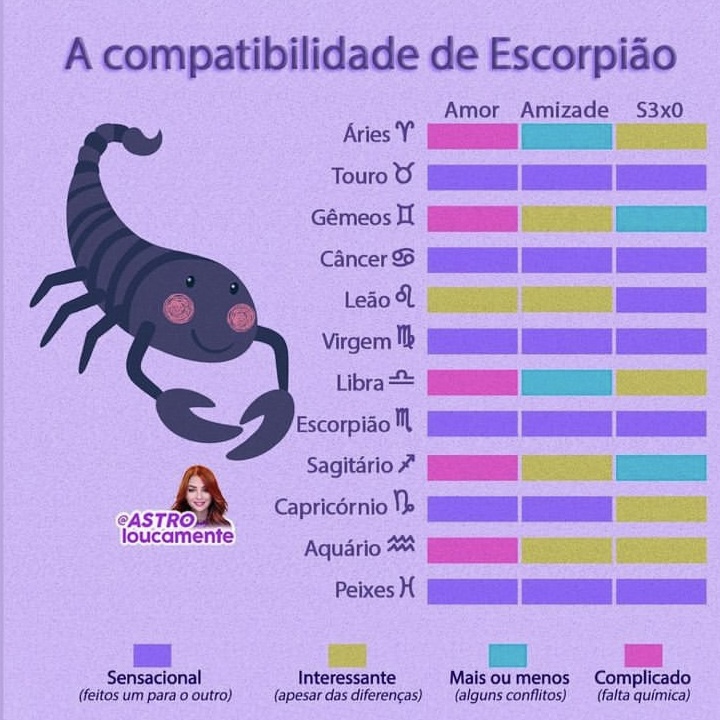 A compatibilidade de Escorpião
Amor Amizade S3x0
Áries ♈
Touro ♉
Gêmeos ♊
Câncer ♋
Leão ♌
Virgem ♍
Libra ♎
Escorpião ♏
Sagitário ♐
Capricórnio ♑
Aquário ♒
Peixes ♓
@ASTRO
loucamente
Sensacional Interessante Mais ou menos Complicado
(feitos um para o outro) (apesar das diferenças) (alguns conflitos) (falta química)